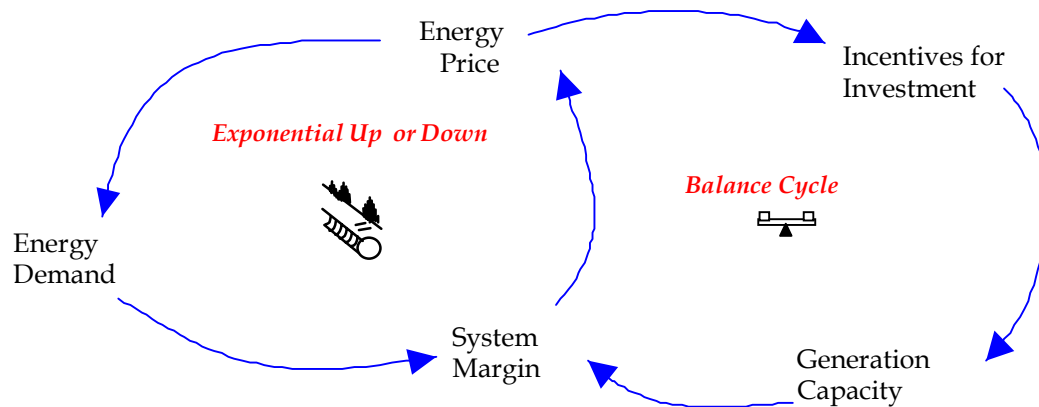 Energy
Price
Incentives for
Investment
Exponential Up or Down
Balance Cycle
Energy
Demand
System
Margin
Generation
Capacity